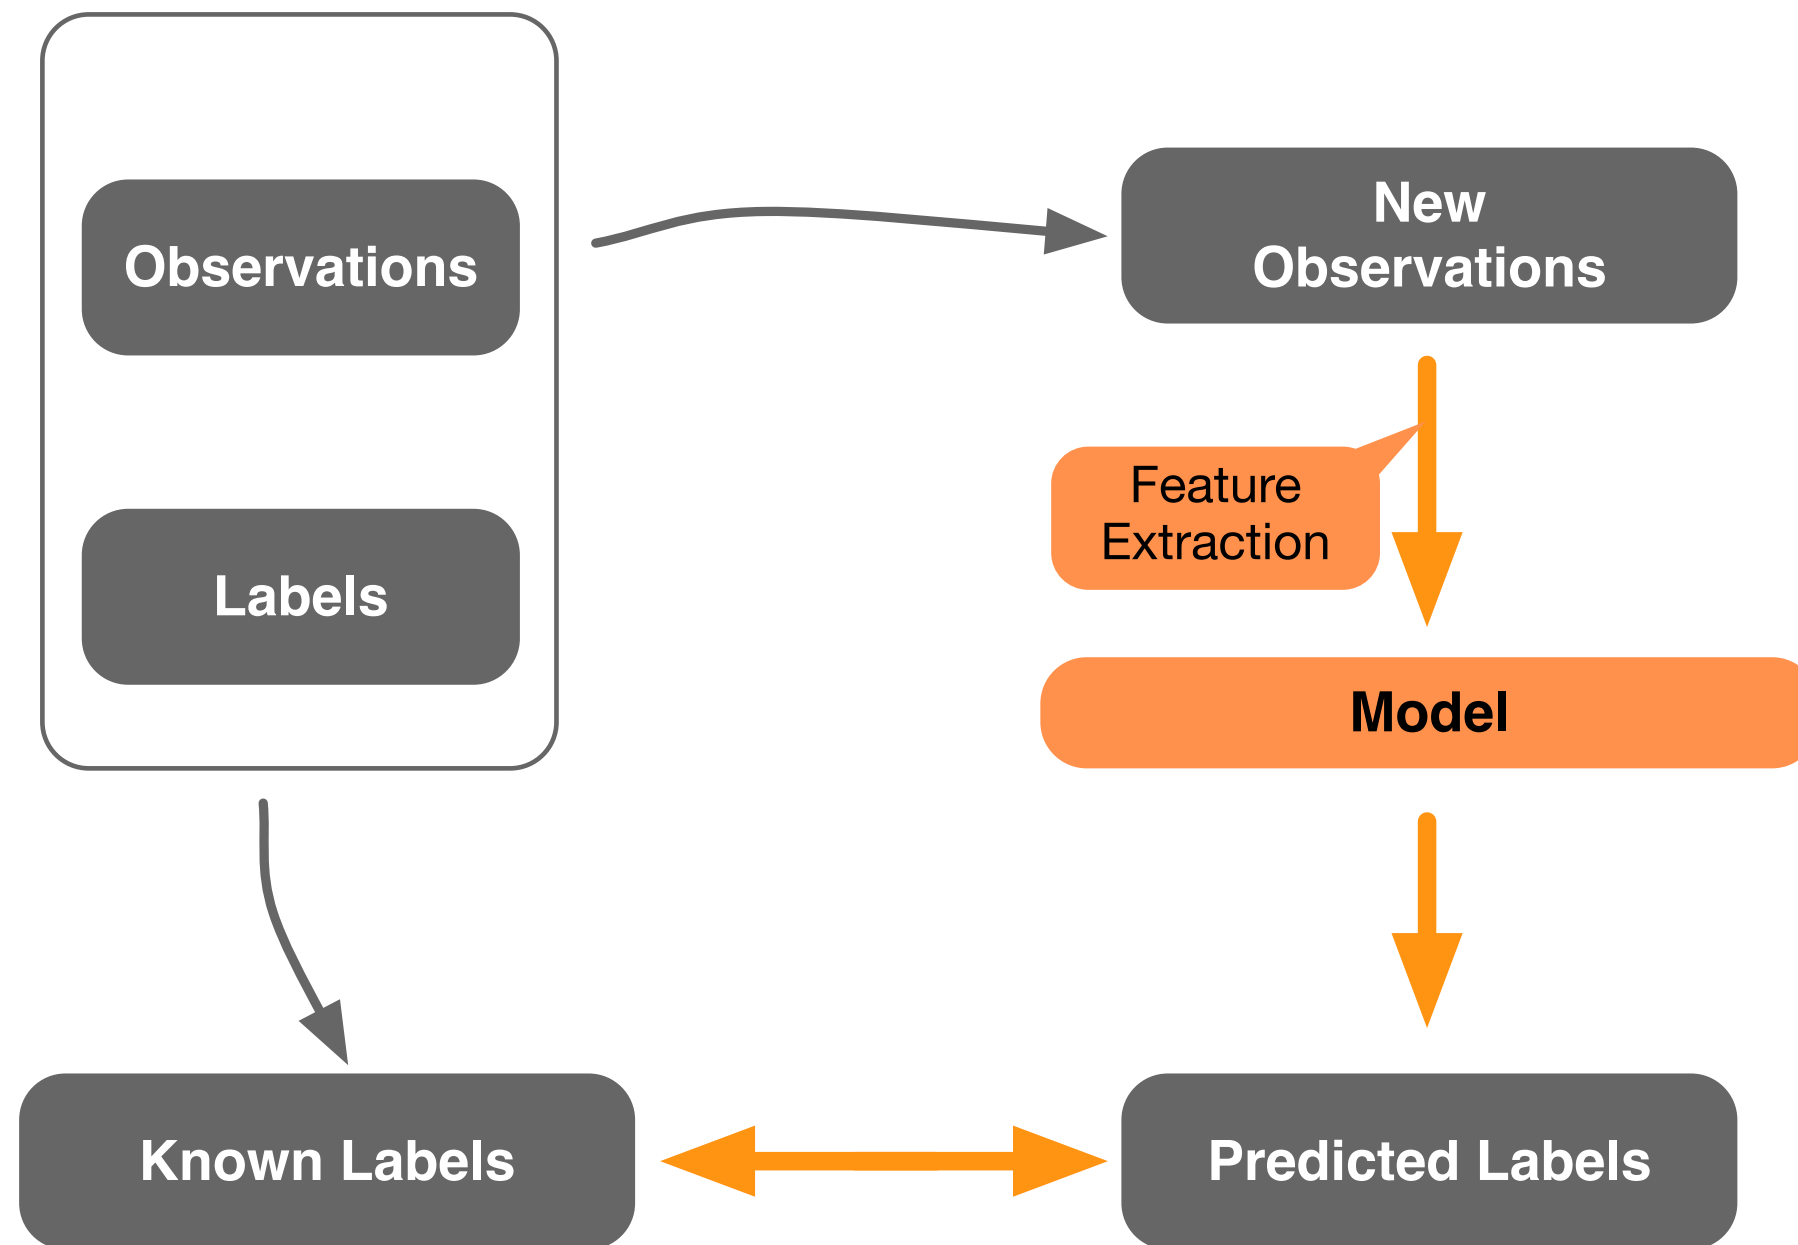 Observations
Labels
New
Observations
Feature
Extraction
Model
Known Labels
Predicted Labels